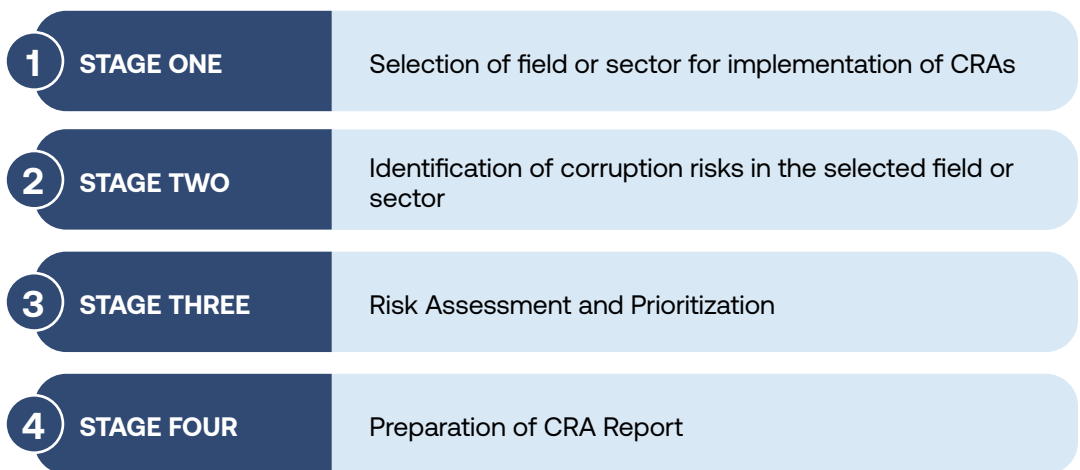 1 STAGE ONE Selection of field or sector for implementation of CRAs
2 STAGE TWO Identification of corruption risks in the selected field or
sector
3 STAGE THREE Risk Assessment and Prioritization
4 STAGE FOUR Preparation of CRA Report